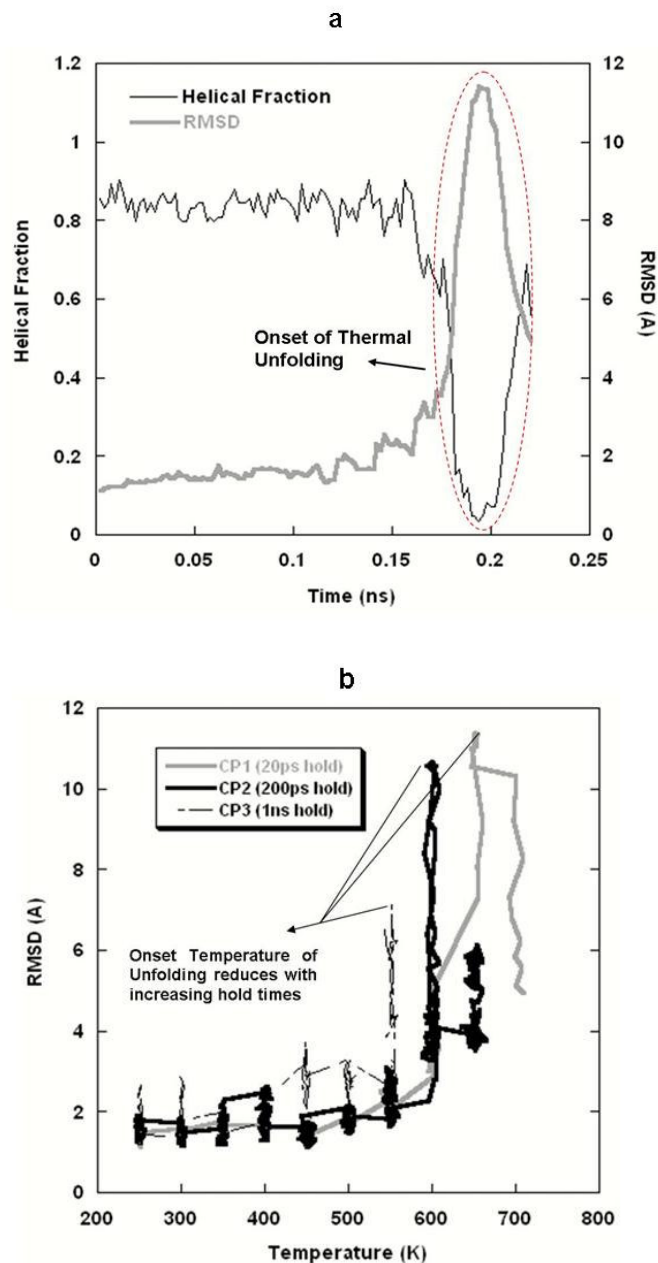 a
1.2
12
Helical Fraction
RMSD
1
10
0.8
8
Helical Fraction
RMSD (A)
0.6
6
Onset of Thermal
Unfolding
0.4
4
0.2
2
0
0
0
0.05
0.1
0.15
0.2
0.25
Time (ns)
b
12
CP1 (20ps hold)
CP2 (200ps hold)
CP3 (1ns hold)
10
8
RMSD (A)
6
Onset Temperature of
Unfolding reduces with
increasing hold times
4
2
0
200
300
400
500
600
700
800
Temperature (K)